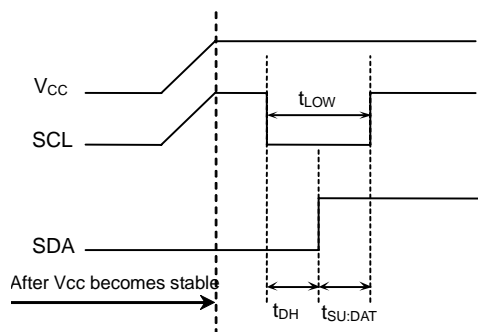 VCC
tLOW
SCL
SDA
After Vcc becomes stable
tDH
tSU:DAT